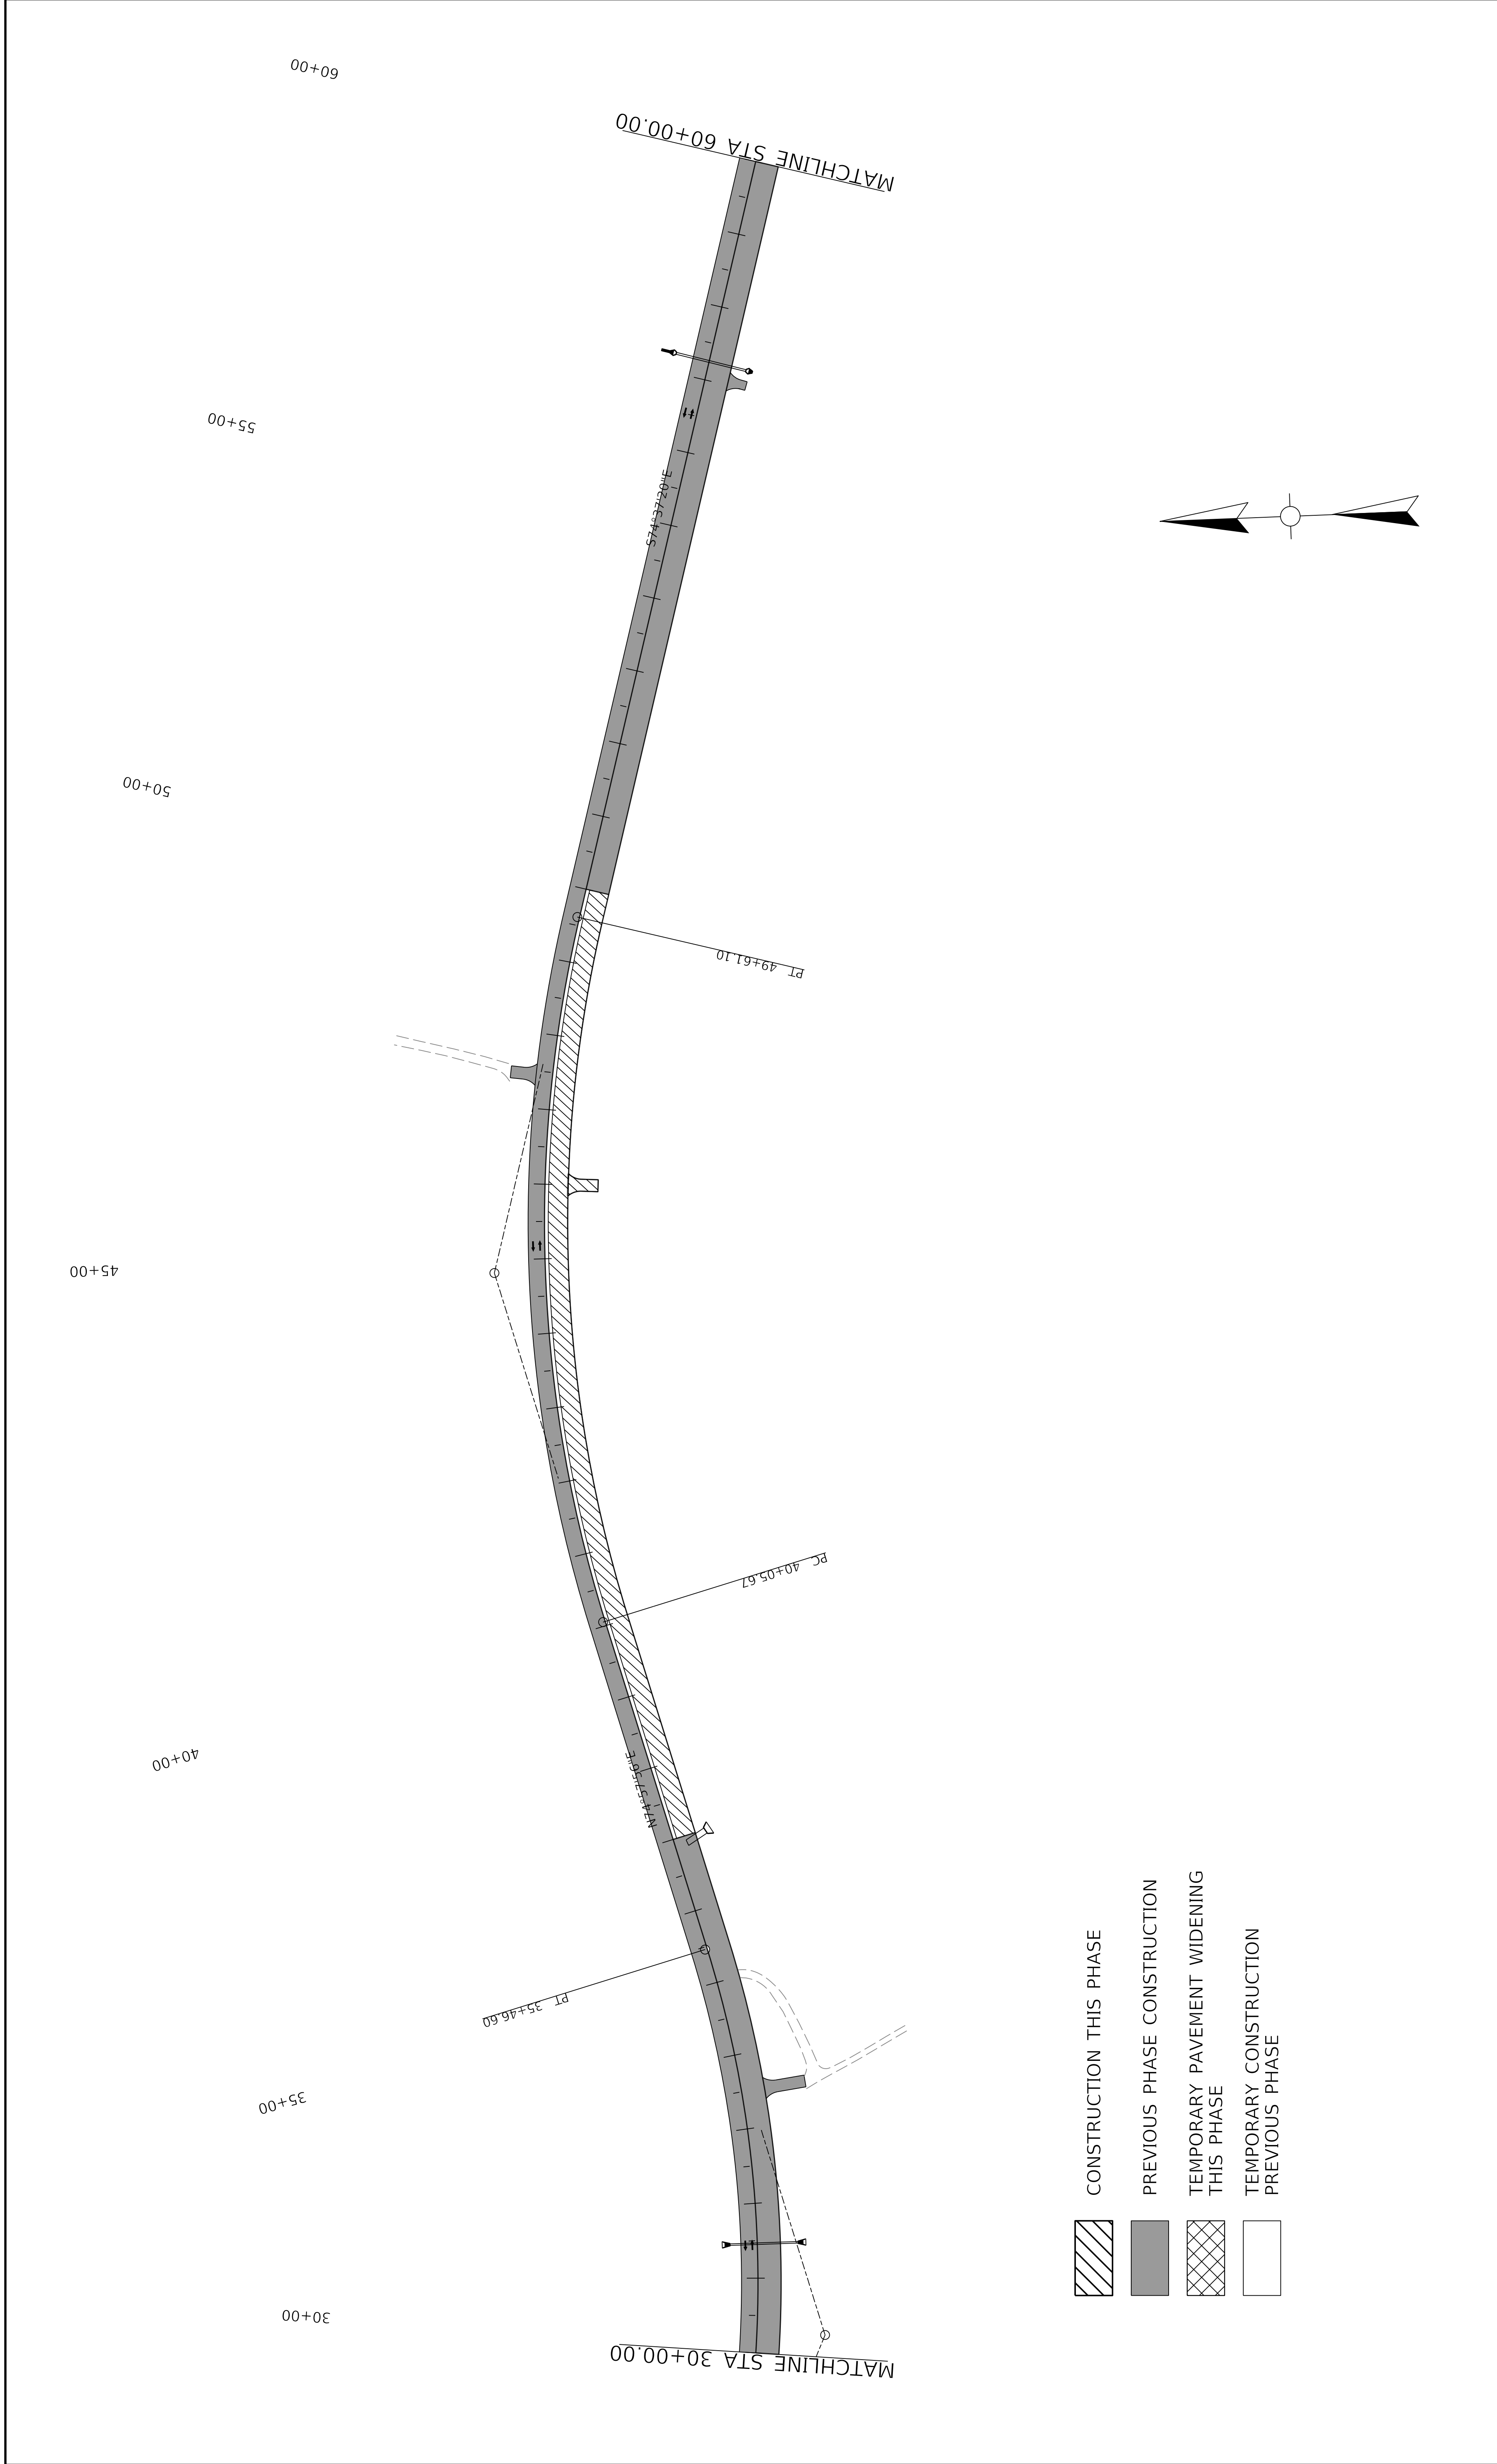 60+00
MATCHLINE STA 60+00.00
55+00
S74°37'20"E
50+00
PT 49+61.10
45+00
PC 40+05.67
40+00
N74°57'56"E
PT 35+46.60
35+00
30+00
MATCHLINE STA 30+00.00
CONSTRUCTION THIS PHASE
PREVIOUS PHASE CONSTRUCTION
TEMPORARY PAVEMENT WIDENING
THIS PHASE
TEMPORARY CONSTRUCTION
PREVIOUS PHASE